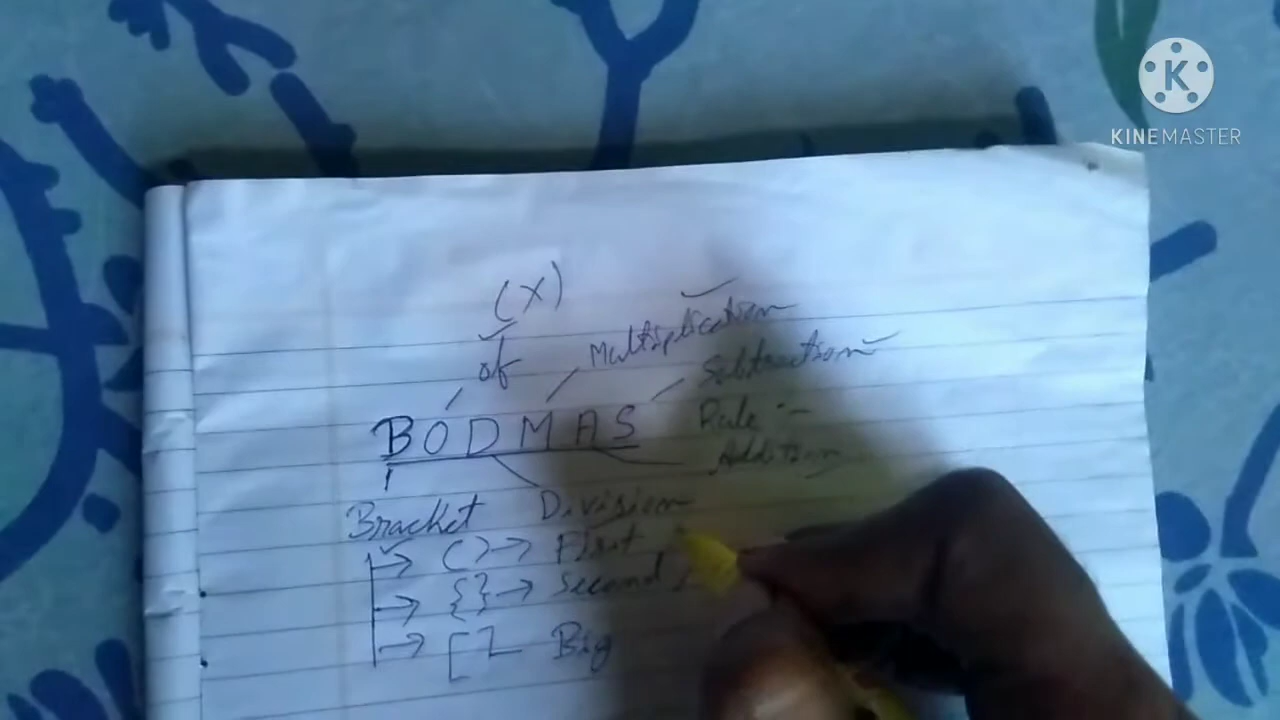 KINEMASTER
(X)
of
Multiplication
Subtraction
BODMAS Rule :-
Addition
Bracket Division
→ ( ) → First
→ { } → Second
→ [ ] Big